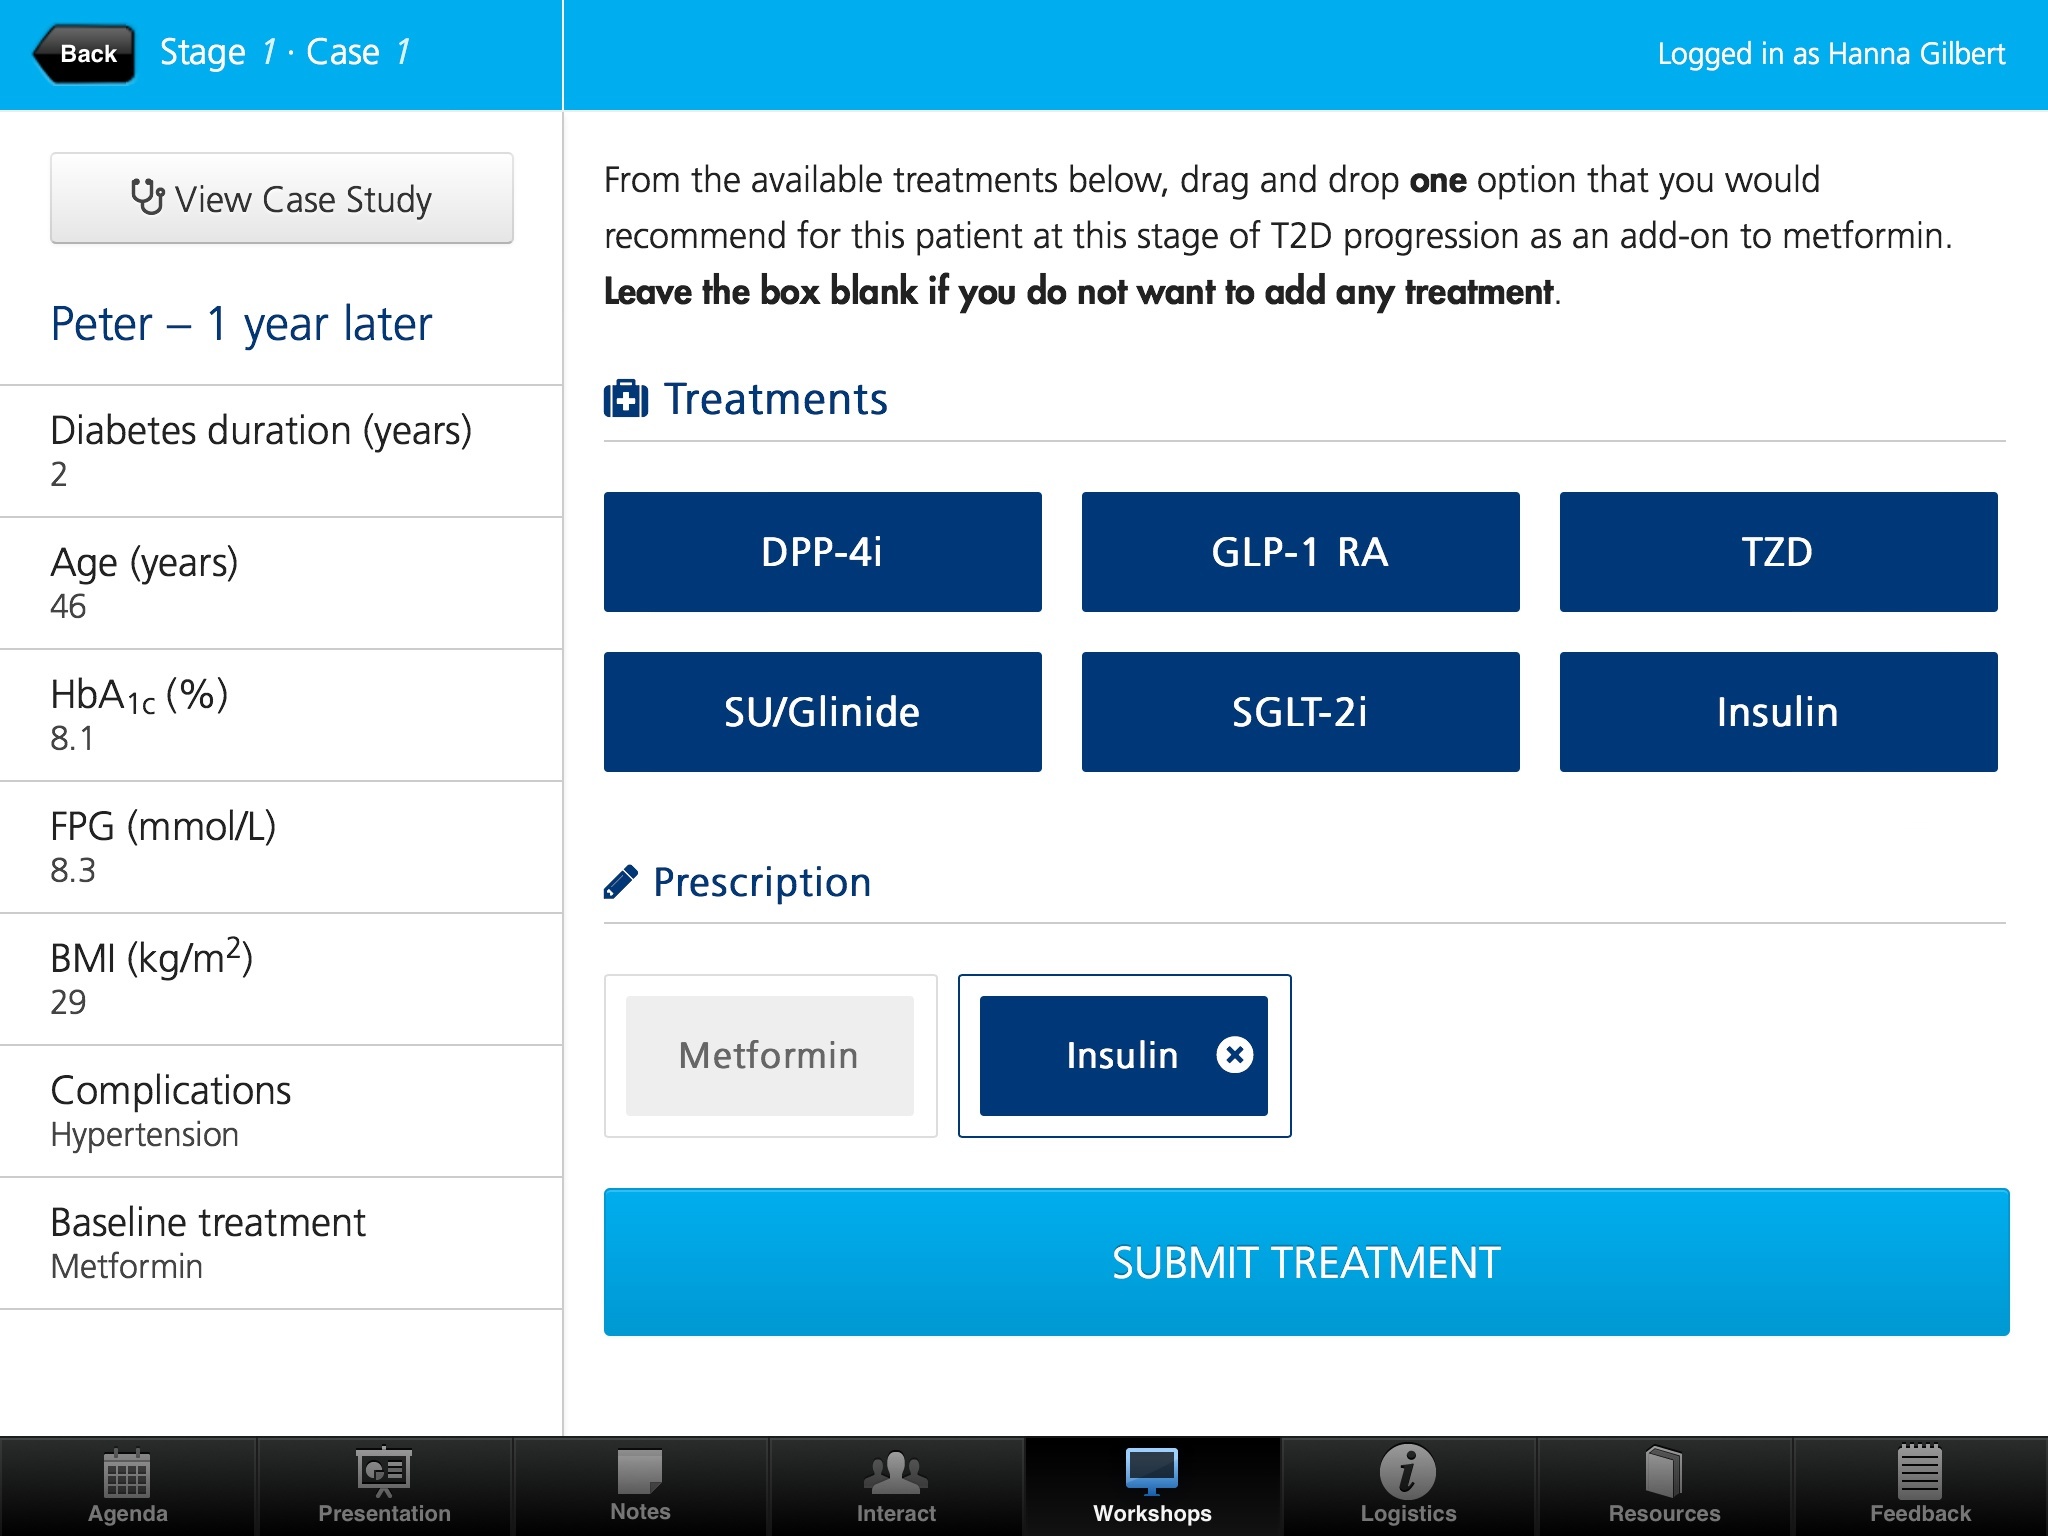 Back
Stage 1 · Case 1
Logged in as Hanna Gilbert
View Case Study
Peter – 1 year later
Diabetes duration (years)
2
Age (years)
46
HbA1c (%)
8.1
FPG (mmol/L)
8.3
BMI (kg/m²)
29
Complications
Hypertension
Baseline treatment
Metformin
From the available treatments below, drag and drop one option that you would
recommend for this patient at this stage of T2D progression as an add-on to metformin.
Leave the box blank if you do not want to add any treatment.
Treatments
DPP-4i
GLP-1 RA
TZD
SU/Glinide
SGLT-2i
Insulin
Prescription
Metformin
Insulin
SUBMIT TREATMENT
Agenda
Presentation
Notes
Interact
Workshops
Logistics
Resources
Feedback